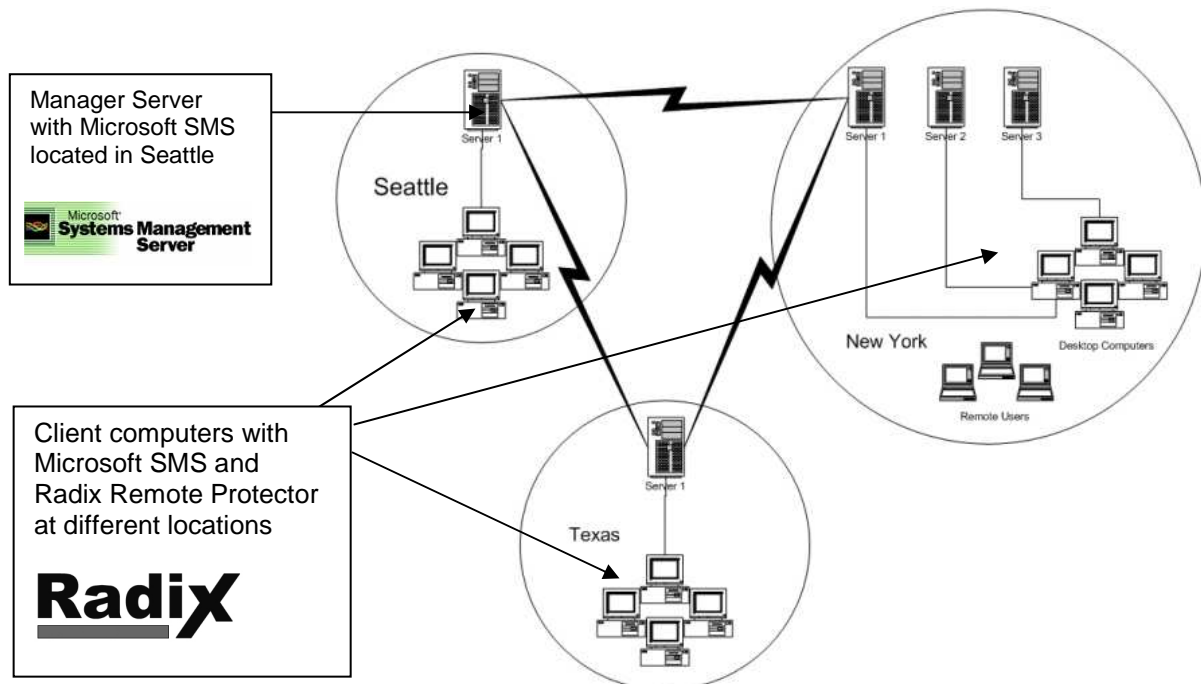 Manager Server
with Microsoft SMS
located in Seattle
Microsoft®
Systems Management
Server
Server 1
Seattle
Server 1
Server 2
Server 3
New York
Desktop Computers
Remote Users
Client computers with
Microsoft SMS and
Radix Remote Protector
at different locations
Radix
Server 1
Texas